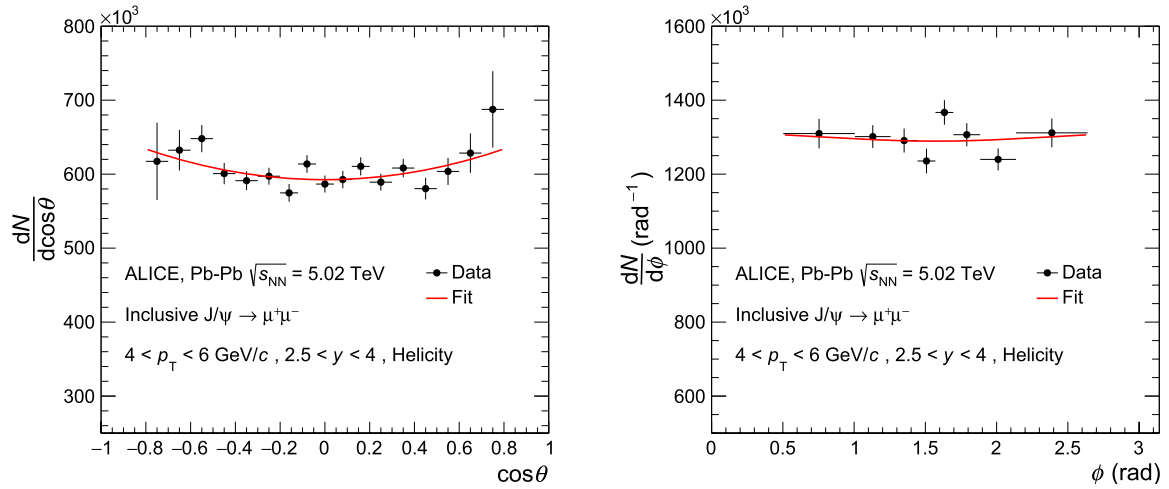 ×10³
800
700
600
500
400
300
dN
dcosθ
ALICE, Pb-Pb √sNN = 5.02 TeV
Data
Fit
Inclusive J/ψ → μ⁺μ⁻
4 < pT < 6 GeV/c , 2.5 < y < 4 , Helicity
−1 −0.8 −0.6 −0.4 −0.2 0 0.2 0.4 0.6 0.8 1
cosθ
×10³
1600
1400
1200
1000
800
600
dN
dϕ (rad⁻¹)
ALICE, Pb-Pb √sNN = 5.02 TeV
Data
Fit
Inclusive J/ψ → μ⁺μ⁻
4 < pT < 6 GeV/c , 2.5 < y < 4 , Helicity
0 0.5 1 1.5 2 2.5 3
ϕ (rad)